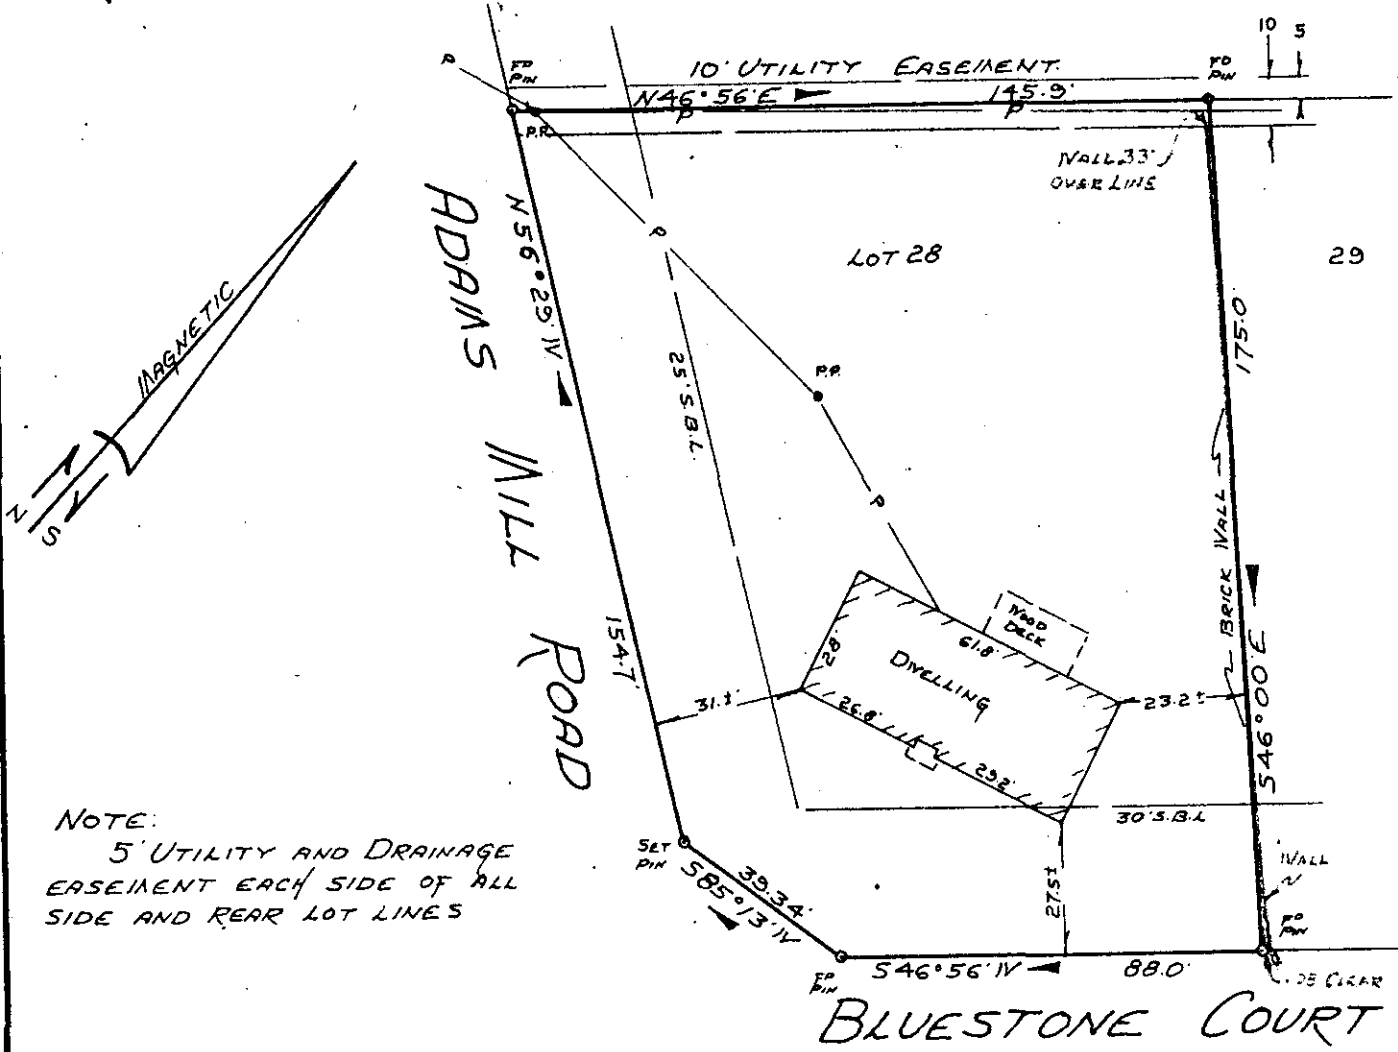 10 5
10' UTILITY EASEMENT
FD PIN
FD PIN
N46°56'E 145.9'
P
P
P
P.P.
WALL .33'
OVER LINE
LOT 28
29
MAGNETIC
N
S
ADAMS MILL ROAD
N56°29'W
154.7'
25' S.B.L.
P
P.P.
P
175.0
BRICK WALL
S46°00'E
WOOD
DECK
61.8'
28'
DWELLING
26.8'
29.2'
31.±
23.2±
30' S.B.L.
27.5±
NOTE:
5' UTILITY AND DRAINAGE
EASEMENT EACH SIDE OF ALL
SIDE AND REAR LOT LINES
SET
PIN
39.34'
S85°13'W
FD
PIN
S46°56'W 88.0'
WALL
FD
PIN
CLEAR
BLUESTONE COURT